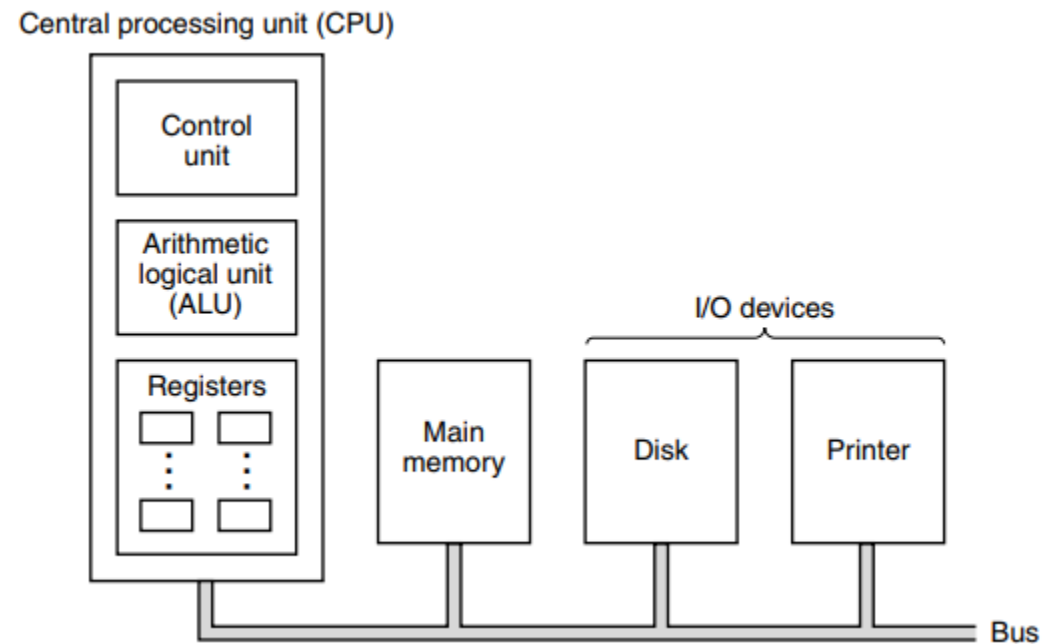 Central processing unit (CPU)
Control
unit
Arithmetic
logical unit
(ALU)
Registers
I/O devices
Main
memory
Disk
Printer
Bus